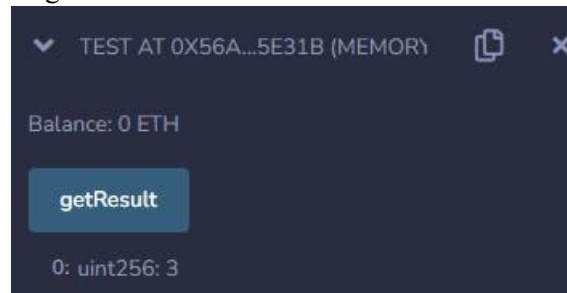 TEST AT 0X56A...5E31B (MEMORY
Balance: 0 ETH
getResult
0: uint256: 3